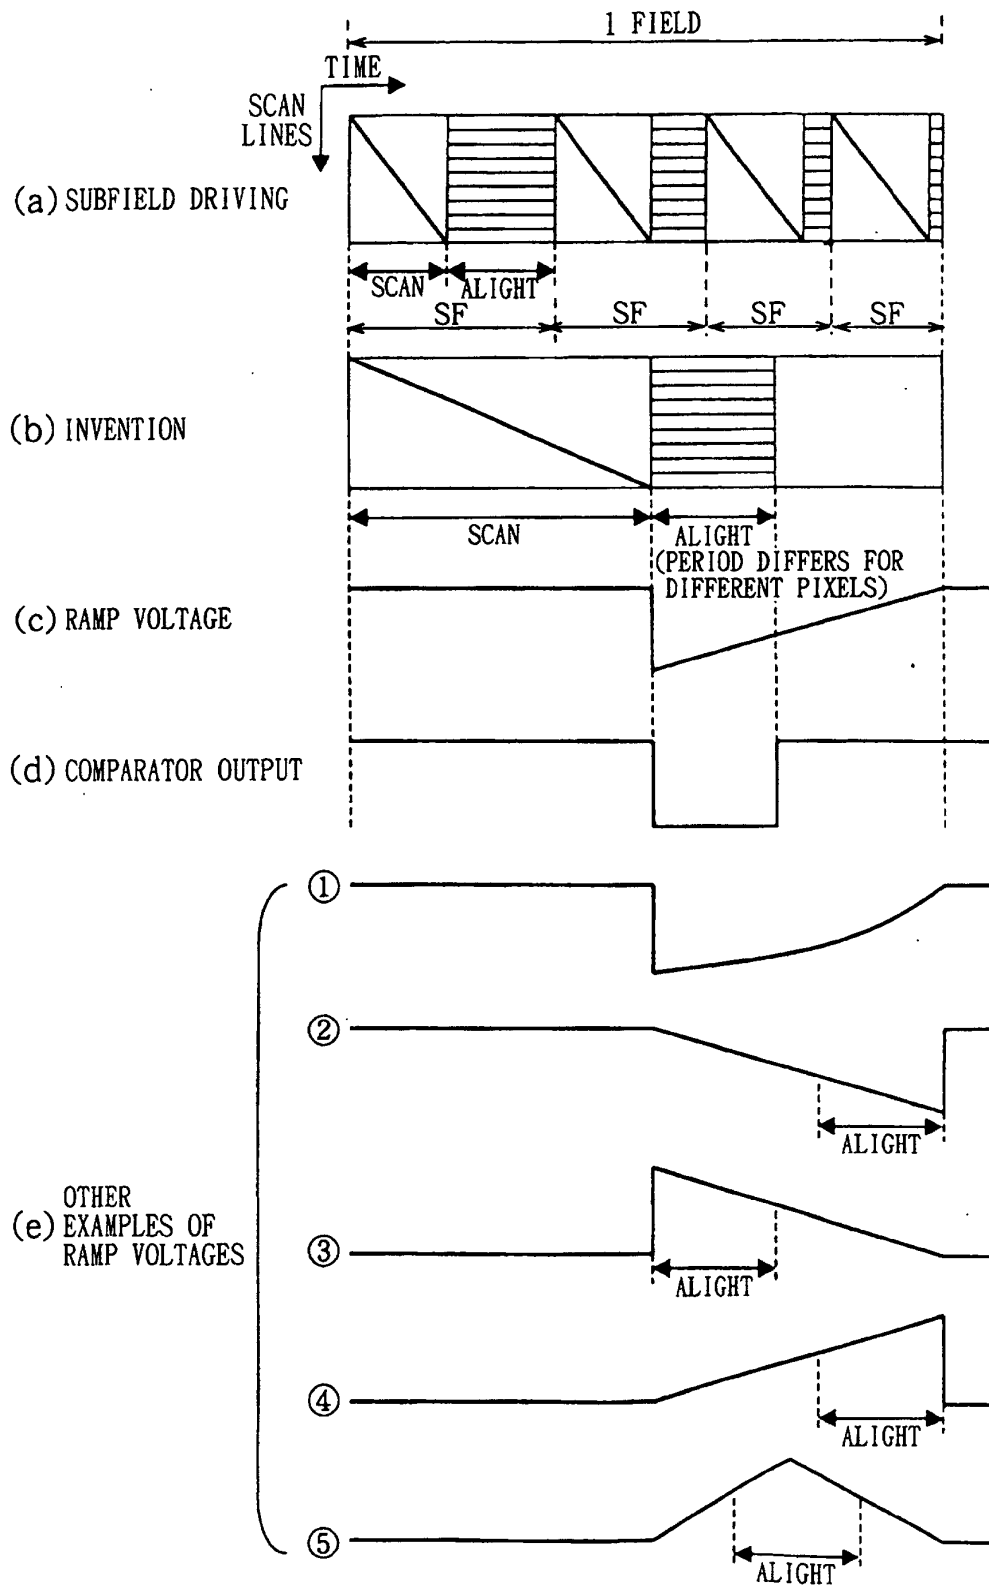 1 FIELD
TIME
SCAN
LINES
(a) SUBFIELD DRIVING
SCAN
ALIGHT
SF
SF
SF
SF
(b) INVENTION
SCAN
ALIGHT
(PERIOD DIFFERS FOR
DIFFERENT PIXELS)
(c) RAMP VOLTAGE
(d) COMPARATOR OUTPUT
①
②
ALIGHT
(e) OTHER
EXAMPLES OF
RAMP VOLTAGES
③
ALIGHT
④
ALIGHT
⑤
ALIGHT